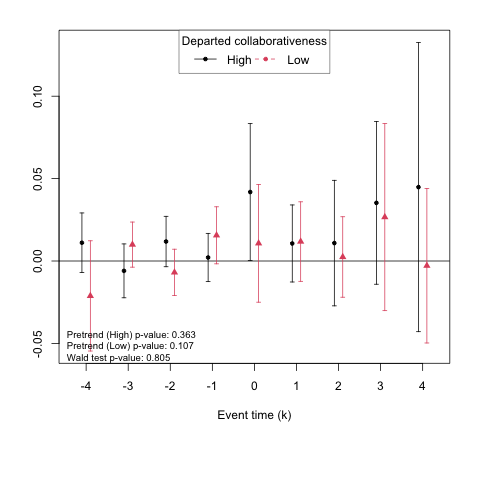 Departed collaborativeness
High Low
0.10
0.05
0.00
-0.05
Pretrend (High) p-value: 0.363
Pretrend (Low) p-value: 0.107
Wald test p-value: 0.805
-4 -3 -2 -1 0 1 2 3 4
Event time (k)